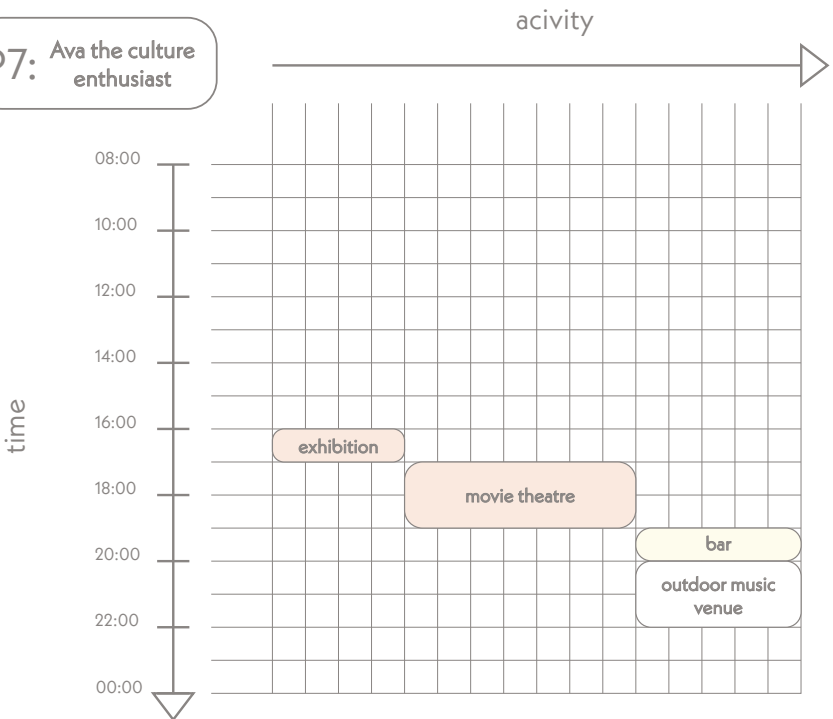 acivity
P7: Ava the culture
enthusiast
08:00
10:00
12:00
14:00
16:00
exhibition
time
18:00
movie theatre
20:00
bar
outdoor music
venue
22:00
00:00